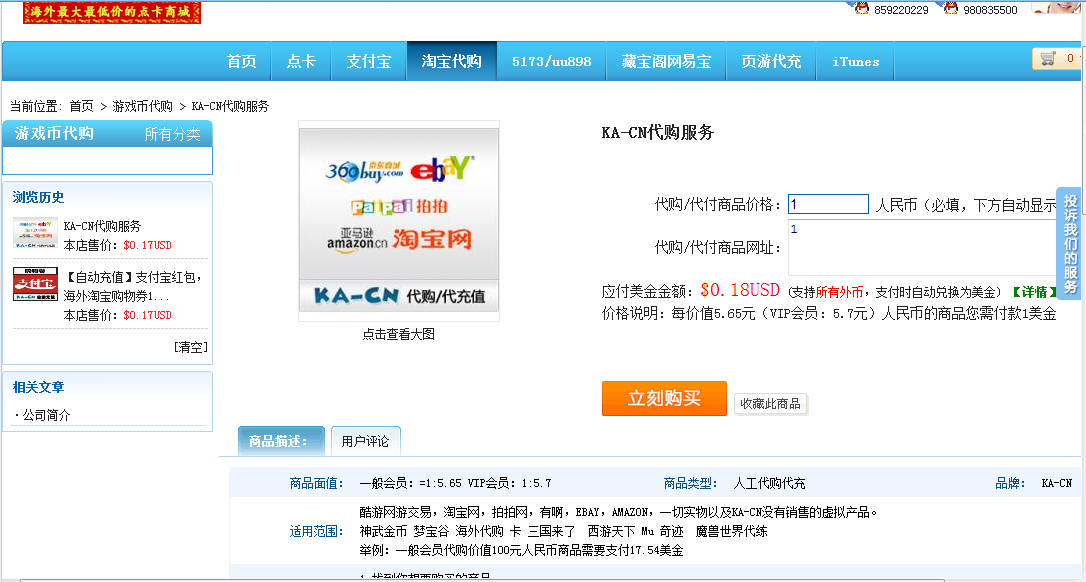 海外最大最低价的点卡商城
859220229 980835500
首页 点卡 支付宝 淘宝代购 5173/uu898 藏宝阁网易宝 页游代充 iTunes 0
当前位置: 首页 > 游戏币代购 > KA-CN代购服务
游戏币代购 所有分类
浏览历史
KA-CN代购服务
本店售价: $0.17USD
【自动充值】支付宝红包,
海外淘宝购物券1...
本店售价: $0.17USD
[清空]
相关文章
·公司简介
360buy.com 京东商城 ebay
paipai 拍拍
亚马逊
amazon.cn 淘宝网
KA-CN 代购/代充值
点击查看大图
KA-CN代购服务
代购/代付商品价格: 1 人民币（必填, 下方自动显示
代购/代付商品网址: 1
应付美金金额: $0.18USD (支持所有外币, 支付时自动兑换为美金) 【详情】
价格说明: 每价值5.65元（VIP会员: 5.7元）人民币的商品您需付款1美金
立刻购买 收藏此商品
投诉我们的服务
商品描述: 用户评论
商品面值: 一般会员: =1:5.65 VIP会员: 1:5.7 商品类型: 人工代购代充 品牌: KA-CN
适用范围: 酷游网游交易, 淘宝网, 拍拍网, 有啊, EBAY, AMAZON, 一切实物以及KA-CN没有销售的虚拟产品。
神武金币 梦宝谷 海外代购 卡 三国来了 西游天下 Mu 奇迹 魔兽世界代练
举例: 一般会员代购价值100元人民币商品需要支付17.54美金
1.找到你想要购买的商品